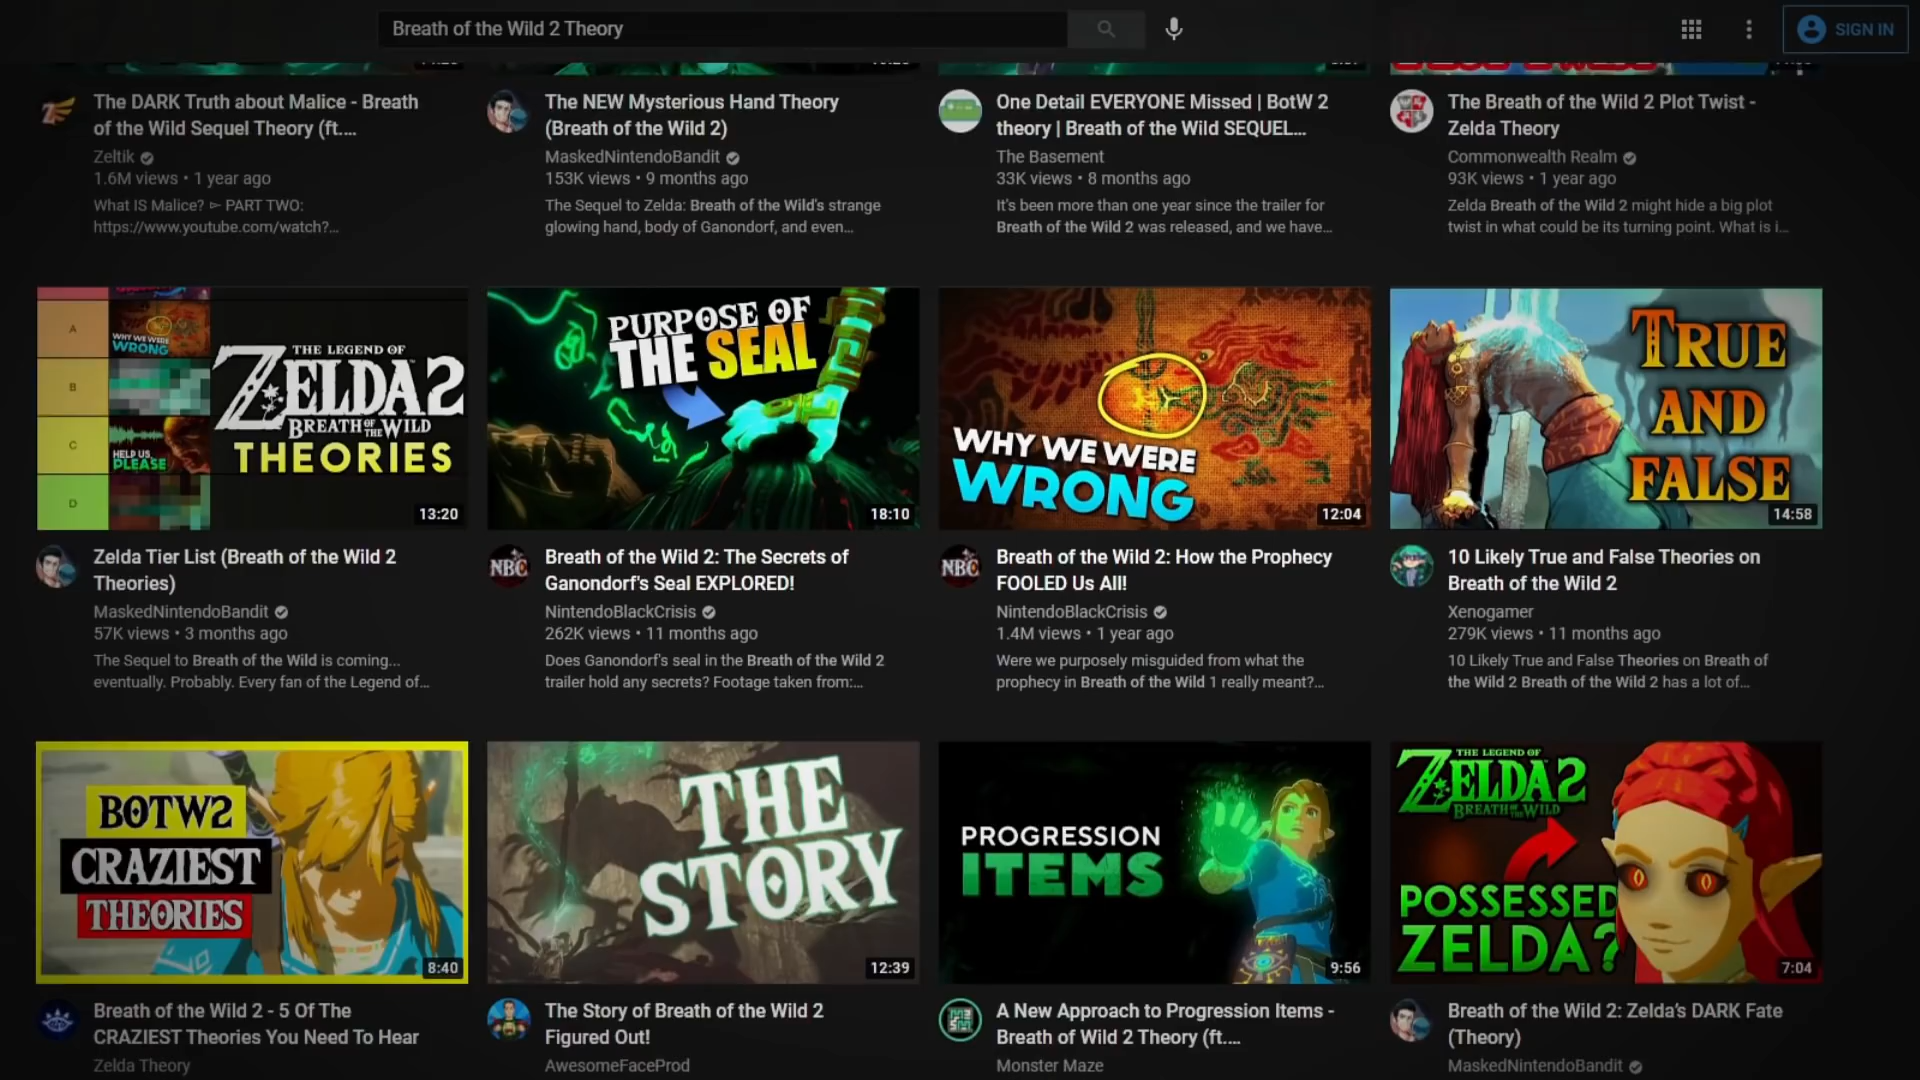 Breath of the Wild 2 Theory
SIGN IN
The DARK Truth about Malice - Breath
of the Wild Sequel Theory (ft....
Zeltik
1.6M views • 1 year ago
What IS Malice? ► PART TWO:
https://www.youtube.com/watch?...
The NEW Mysterious Hand Theory
(Breath of the Wild 2)
MaskedNintendoBandit
153K views • 9 months ago
The Sequel to Zelda: Breath of the Wild's strange
glowing hand, body of Ganondorf, and even...
One Detail EVERYONE Missed | BotW 2
theory | Breath of the Wild SEQUEL...
The Basement
33K views • 8 months ago
It's been more than one year since the trailer for
Breath of the Wild 2 was released, and we have...
The Breath of the Wild 2 Plot Twist -
Zelda Theory
Commonwealth Realm
93K views • 1 year ago
Zelda Breath of the Wild 2 might hide a big plot
twist in what could be its turning point. What is i...
A
WHY WE WERE
WRONG
B
C
HELP US
PLEASE
D
THE LEGEND OF
ZELDA 2
BREATH OF THE WILD
THEORIES
13:20
PURPOSE OF
THE SEAL
18:10
WHY WE WERE
WRONG
12:04
TRUE
AND
FALSE
14:58
Zelda Tier List (Breath of the Wild 2
Theories)
MaskedNintendoBandit
57K views • 3 months ago
The Sequel to Breath of the Wild is coming...
eventually. Probably. Every fan of the Legend of...
NBC
Breath of the Wild 2: The Secrets of
Ganondorf's Seal EXPLORED!
NintendoBlackCrisis
262K views • 11 months ago
Does Ganondorf's seal in the Breath of the Wild 2
trailer hold any secrets? Footage taken from:...
NBC
Breath of the Wild 2: How the Prophecy
FOOLED Us All!
NintendoBlackCrisis
1.4M views • 1 year ago
Were we purposely misguided from what the
prophecy in Breath of the Wild 1 really meant?...
10 Likely True and False Theories on
Breath of the Wild 2
Xenogamer
279K views • 11 months ago
10 Likely True and False Theories on Breath of
the Wild 2 Breath of the Wild 2 has a lot of...
BOTW2
CRAZIEST
THEORIES
8:40
THE
STORY
12:39
PROGRESSION
ITEMS
9:56
THE LEGEND OF
ZELDA 2
BREATH OF THE WILD
POSSESSED
ZELDA?
7:04
Breath of the Wild 2 - 5 Of The
CRAZIEST Theories You Need To Hear
Zelda Theory
The Story of Breath of the Wild 2
Figured Out!
AwesomeFaceProd
A New Approach to Progression Items -
Breath of Wild 2 Theory (ft....
Monster Maze
Breath of the Wild 2: Zelda's DARK Fate
(Theory)
MaskedNintendoBandit